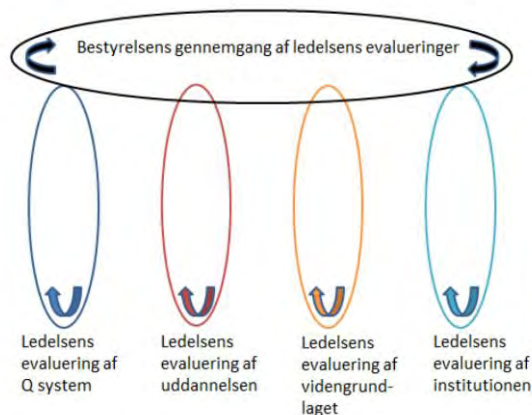 Bestyrelsens gennemgang af ledelsens evalueringer
Ledelsens
evaluering af
Q system
Ledelsens
evaluering af
uddannelsen
Ledelsens
evaluering af
videngrund-
laget
Ledelsens
evaluering af
institutionen